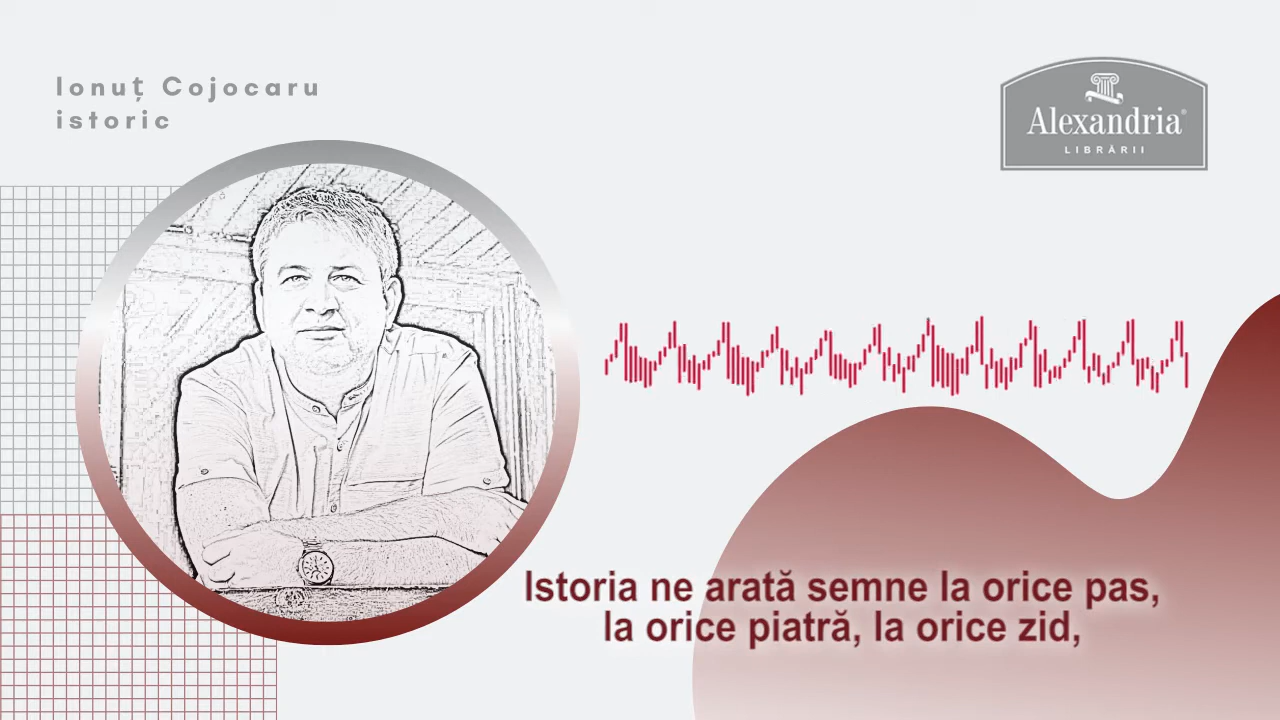 Ionuț Cojocaru
istoric
Alexandria®
LIBRĂRII
Istoria ne arată semne la orice pas,
la orice piatră, la orice zid,